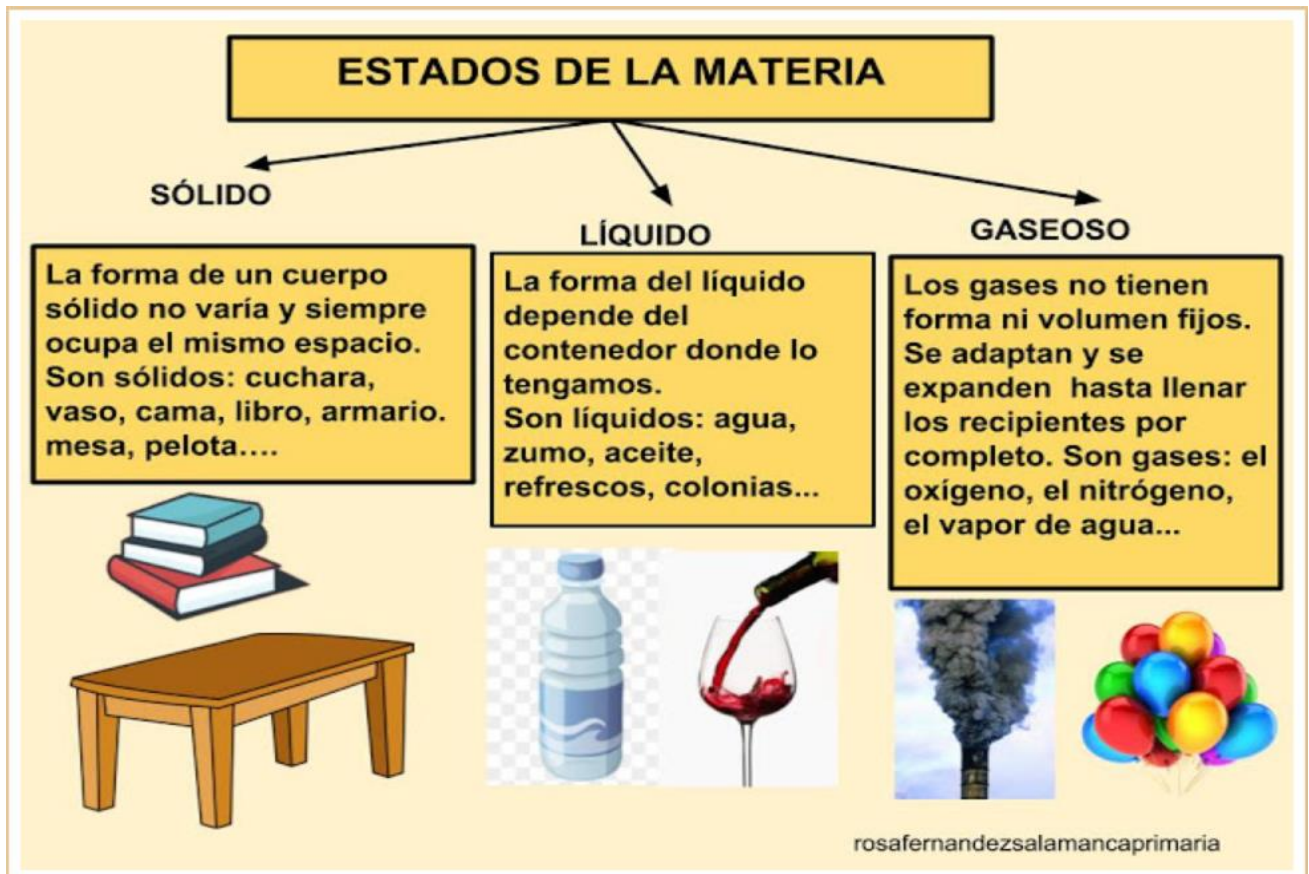 ESTADOS DE LA MATERIA
SÓLIDO
La forma de un cuerpo
sólido no varía y siempre
ocupa el mismo espacio.
Son sólidos: cuchara,
vaso, cama, libro, armario.
mesa, pelota....
LÍQUIDO
La forma del líquido
depende del
contenedor donde lo
tengamos.
Son líquidos: agua,
zumo, aceite,
refrescos, colonias...
GASEOSO
Los gases no tienen
forma ni volumen fijos.
Se adaptan y se
expanden hasta llenar
los recipientes por
completo. Son gases: el
oxígeno, el nitrógeno,
el vapor de agua...
rosafernandezsalamancaprimaria